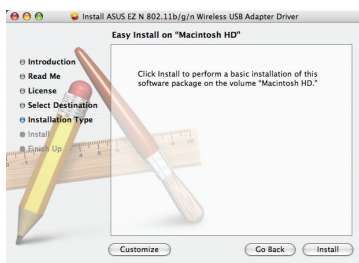 Install ASUS EZ N 802.11b/g/n Wireless USB Adapter Driver
Easy Install on “Macintosh HD”
Introduction
Read Me
License
Select Destination
Installation Type
Install
Finish Up
Click Install to perform a basic installation of this
software package on the volume “Macintosh HD.”
Customize
Go Back
Install